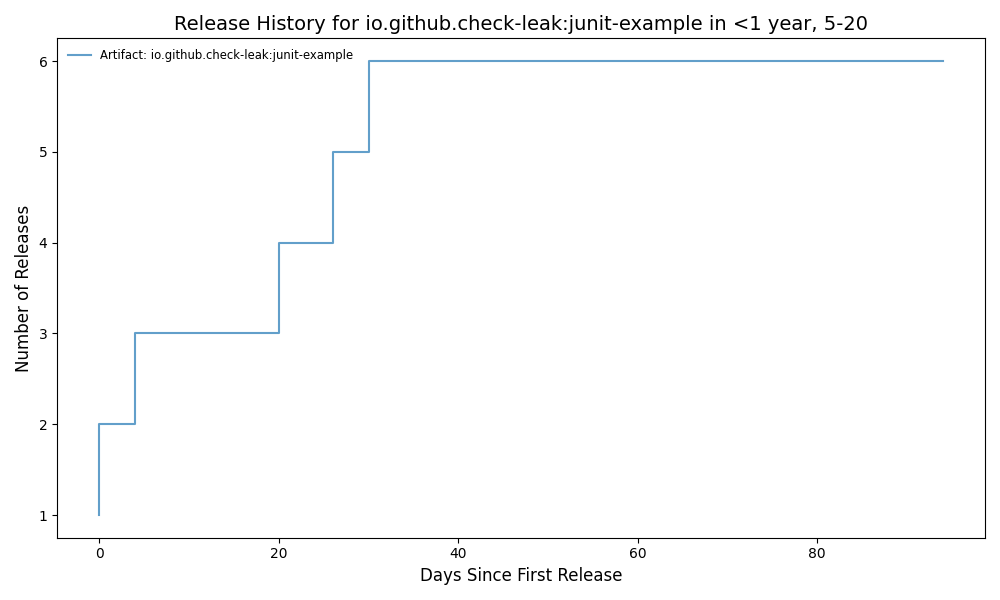 Release History for io.github.check-leak:junit-example in <1 year, 5-20
Artifact: io.github.check-leak:junit-example
6
5
4
3
2
1
Number of Releases
0 20 40 60 80
Days Since First Release